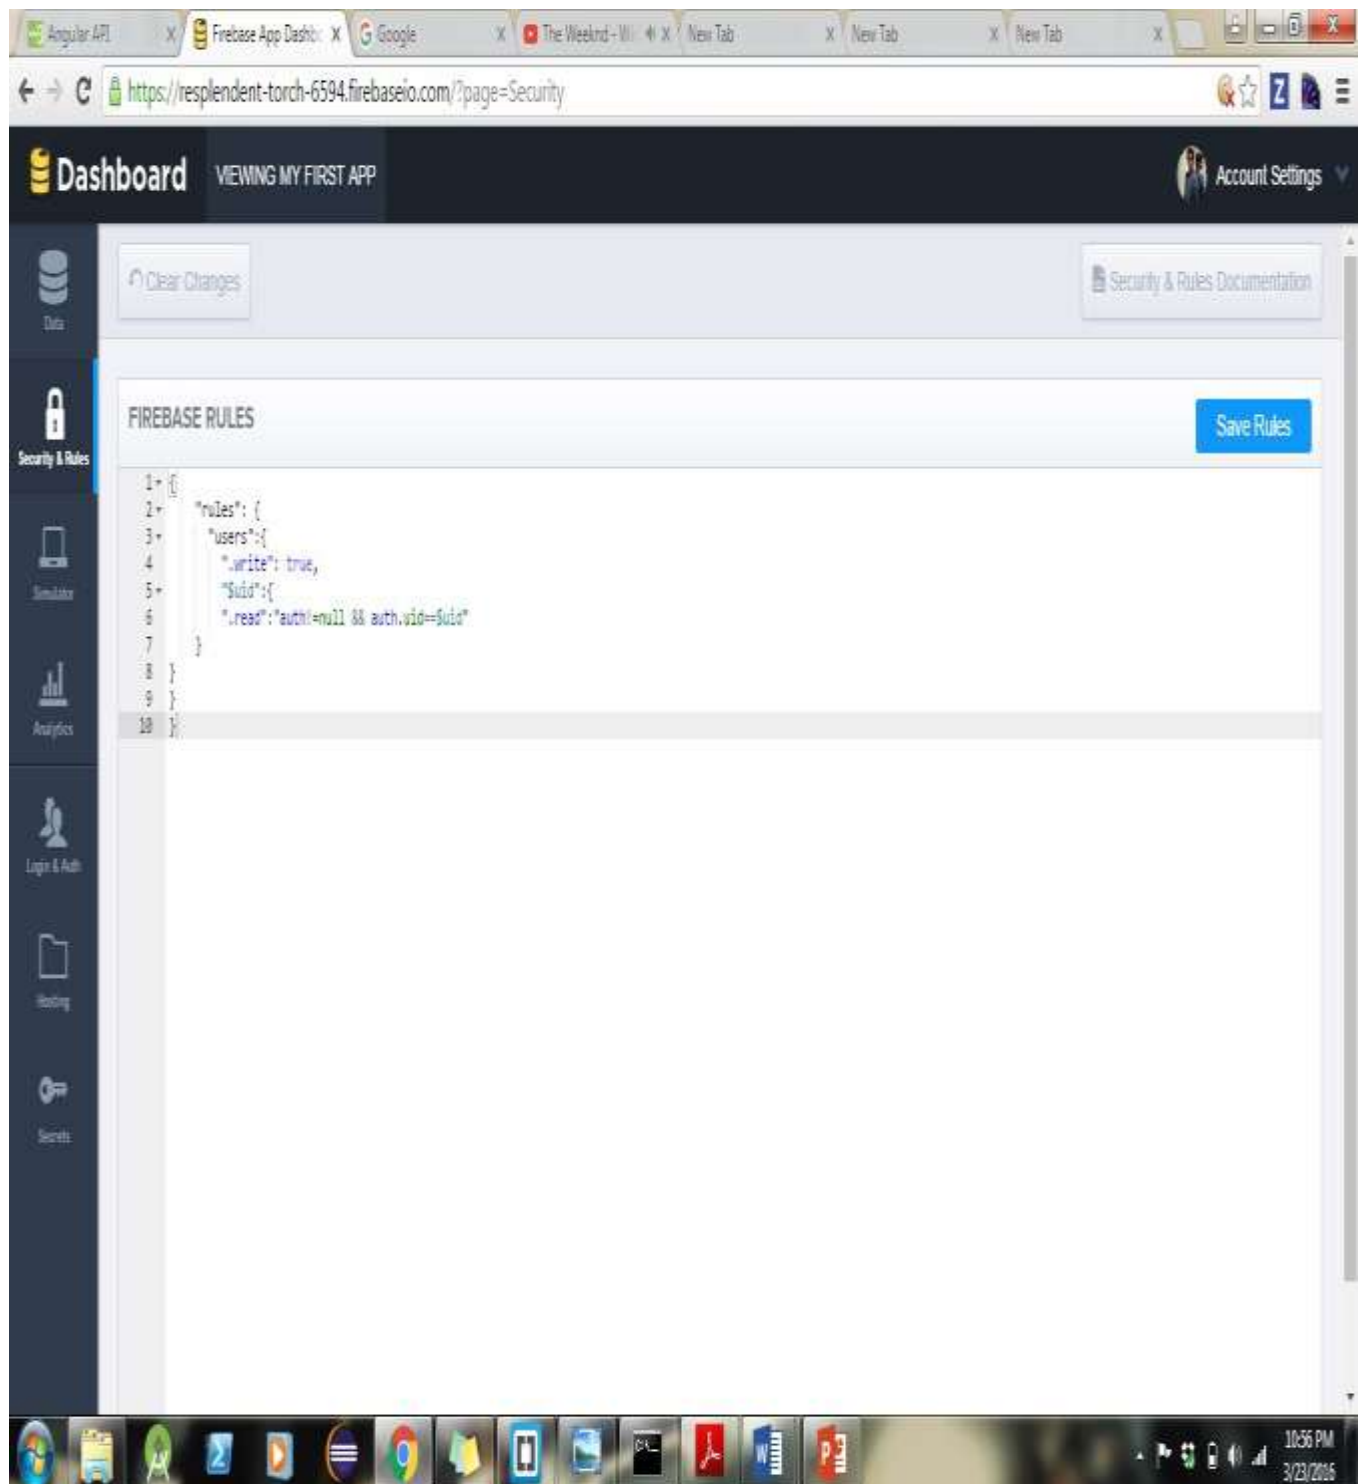 Angular API
Firebase App Dashb
Google
The Weeknd - Wi
New Tab
New Tab
New Tab
https://resplendent-torch-6594.firebaseio.com/?page=Security
Dashboard
VIEWING MY FIRST APP
Account Settings
Data
Clear Changes
Security & Rules Documentation
Security & Rules
FIREBASE RULES
Save Rules
1 {
2 "rules": {
3 "users":{
4 ".write": true,
5 "$uid":{
6 ".read":"auth!=null && auth.uid==$uid"
7 }
8 }
9 }
10 }
Simulator
Analytics
Login & Auth
Hosting
Secrets
10:56 PM
3/23/2016